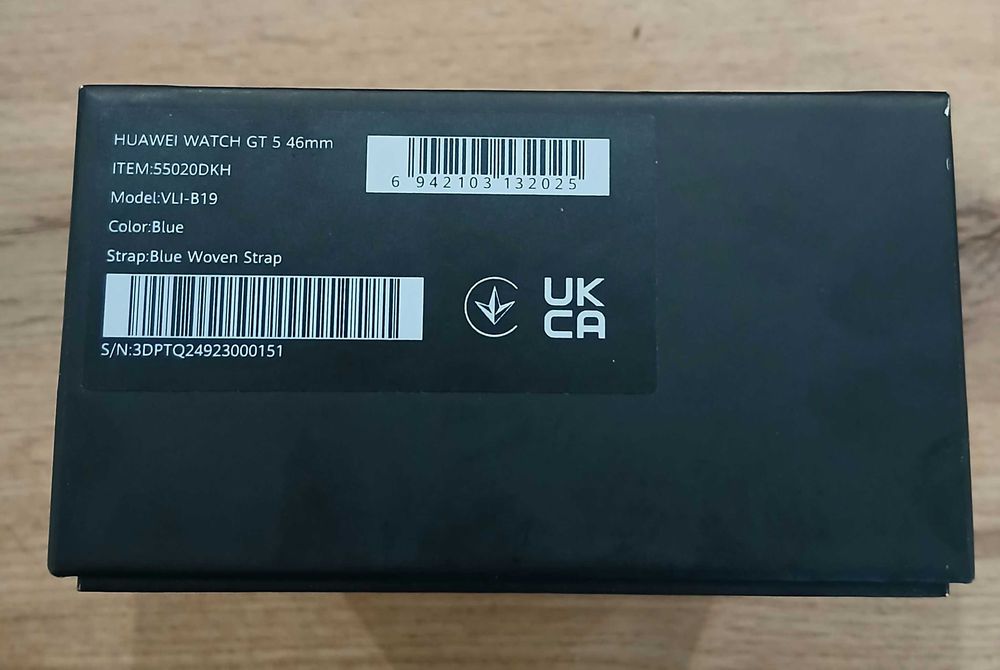 HUAWEI WATCH GT 5 46mm
ITEM:55020DKH
Model:VLI-B19
Color:Blue
Strap:Blue Woven Strap
S/N:3DPTQ24923000151
6 942103 132025
UK
CA